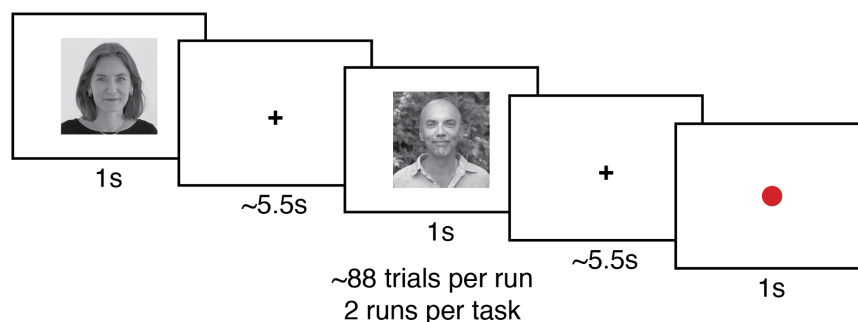 1s
~5.5s
1s
~5.5s
1s
~88 trials per run
2 runs per task